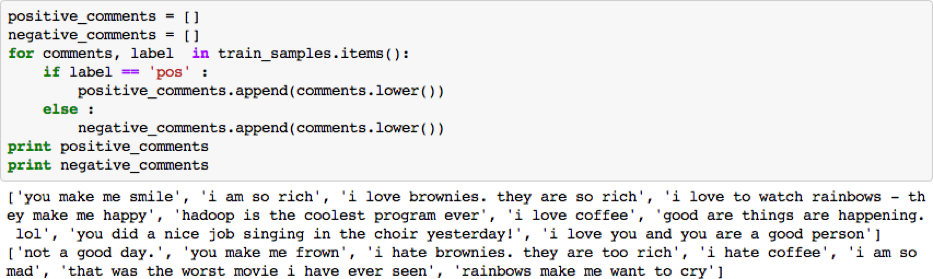 positive_comments = []
negative_comments = []
for comments, label  in train_samples.items():
    if label == 'pos' :
        positive_comments.append(comments.lower())
    else :
        negative_comments.append(comments.lower())
print positive_comments
print negative_comments
['you make me smile', 'i am so rich', 'i love brownies. they are so rich', 'i love to watch rainbows - th
ey make me happy', 'hadoop is the coolest program ever', 'i love coffee', 'good are things are happening.
 lol', 'you did a nice job singing in the choir yesterday!', 'i love you and you are a good person']
['not a good day.', 'you make me frown', 'i hate brownies. they are too rich', 'i hate coffee', 'i am so
mad', 'that was the worst movie i have ever seen', 'rainbows make me want to cry']